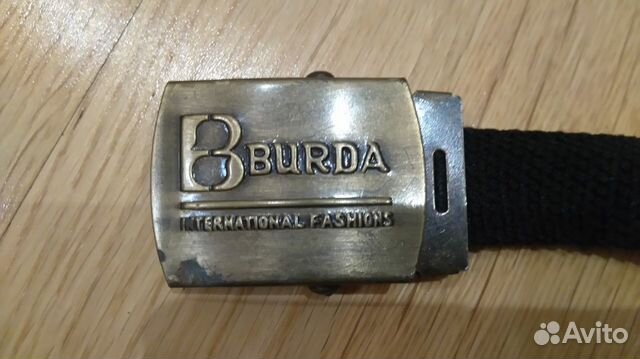 B BURDA
INTERNATIONAL FASHIONS
Avito